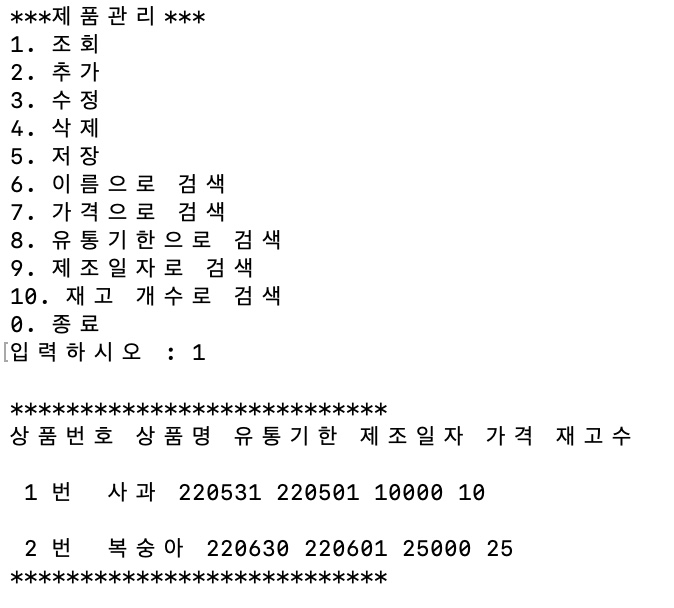 ***제품관리***
1. 조회
2. 추가
3. 수정
4. 삭제
5. 저장
6. 이름으로 검색
7. 가격으로 검색
8. 유통기한으로 검색
9. 제조일자로 검색
10. 재고 개수로 검색
0. 종료
입력하시오 : 1
***************************
상품번호 상품명 유통기한 제조일자 가격 재고수
1 번 사과 220531 220501 10000 10
2 번 복숭아 220630 220601 25000 25
***************************